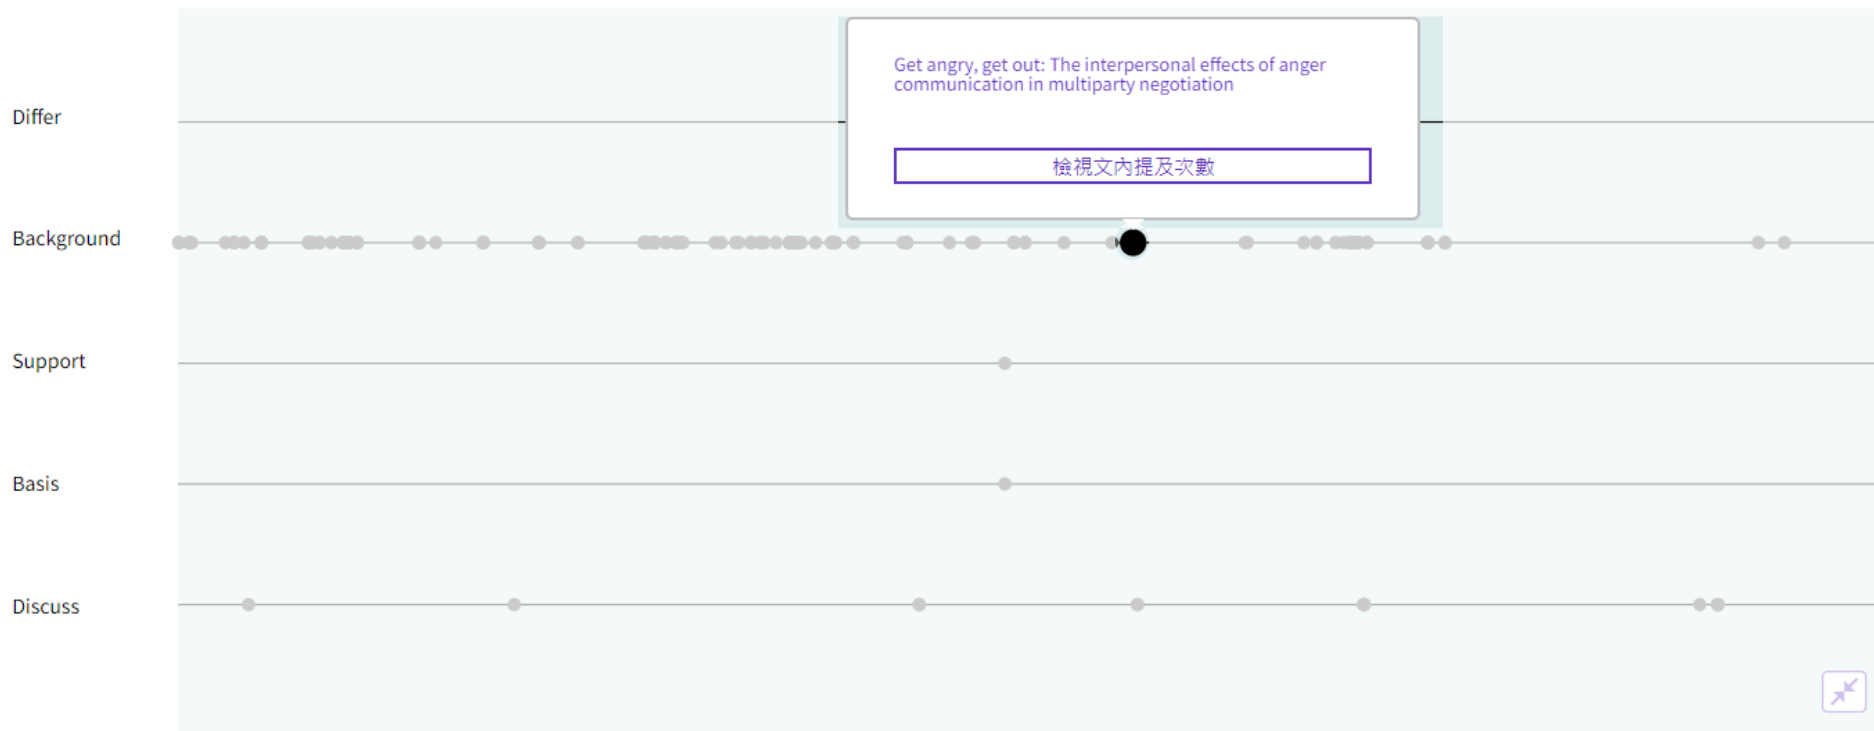 Get angry, get out: The interpersonal effects of anger
communication in multiparty negotiation
Differ
檢視文內提及次數
Background
Support
Basis
Discuss